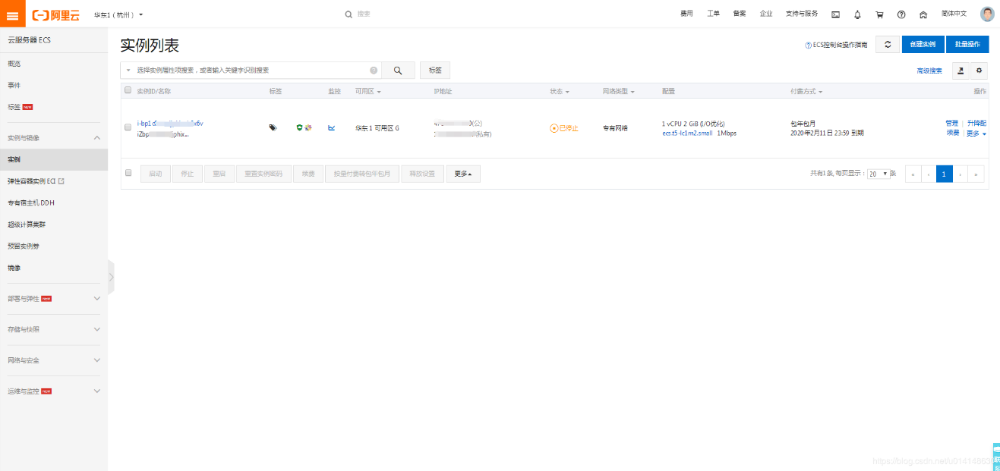 阿里云 华东1（杭州） 搜索 费用 工单 备案 企业 支持与服务 简体中文
云服务器 ECS
概览
事件
标签 NEW
实例与镜像
实例
弹性容器实例 ECI
专有宿主机 DDH
超级计算集群
预留实例券
镜像
部署与弹性 NEW
存储与快照
网络与安全
运维与监控 NEW
实例列表 ECS控制台操作指南 创建实例 批量操作
选择实例属性项搜索，或者输入关键字识别搜索 标签 高级搜索
实例ID/名称 标签 监控 可用区 IP地址 状态 网络类型 配置 付费方式 操作
i-bp1 华东 1 可用区 G (公) 已停止 专有网络 1 vCPU 2 GiB (I/O优化) 包年包月 管理 升降配
iZbp phix... (私有) ecs.t5-lc1m2.small 1Mbps 2020年2月11日 23:59 到期 续费 更多
启动 停止 重启 重置实例密码 续费 按量付费转包年包月 释放设置 更多 共有1条, 每页显示： 20 条 « ‹ 1 › »